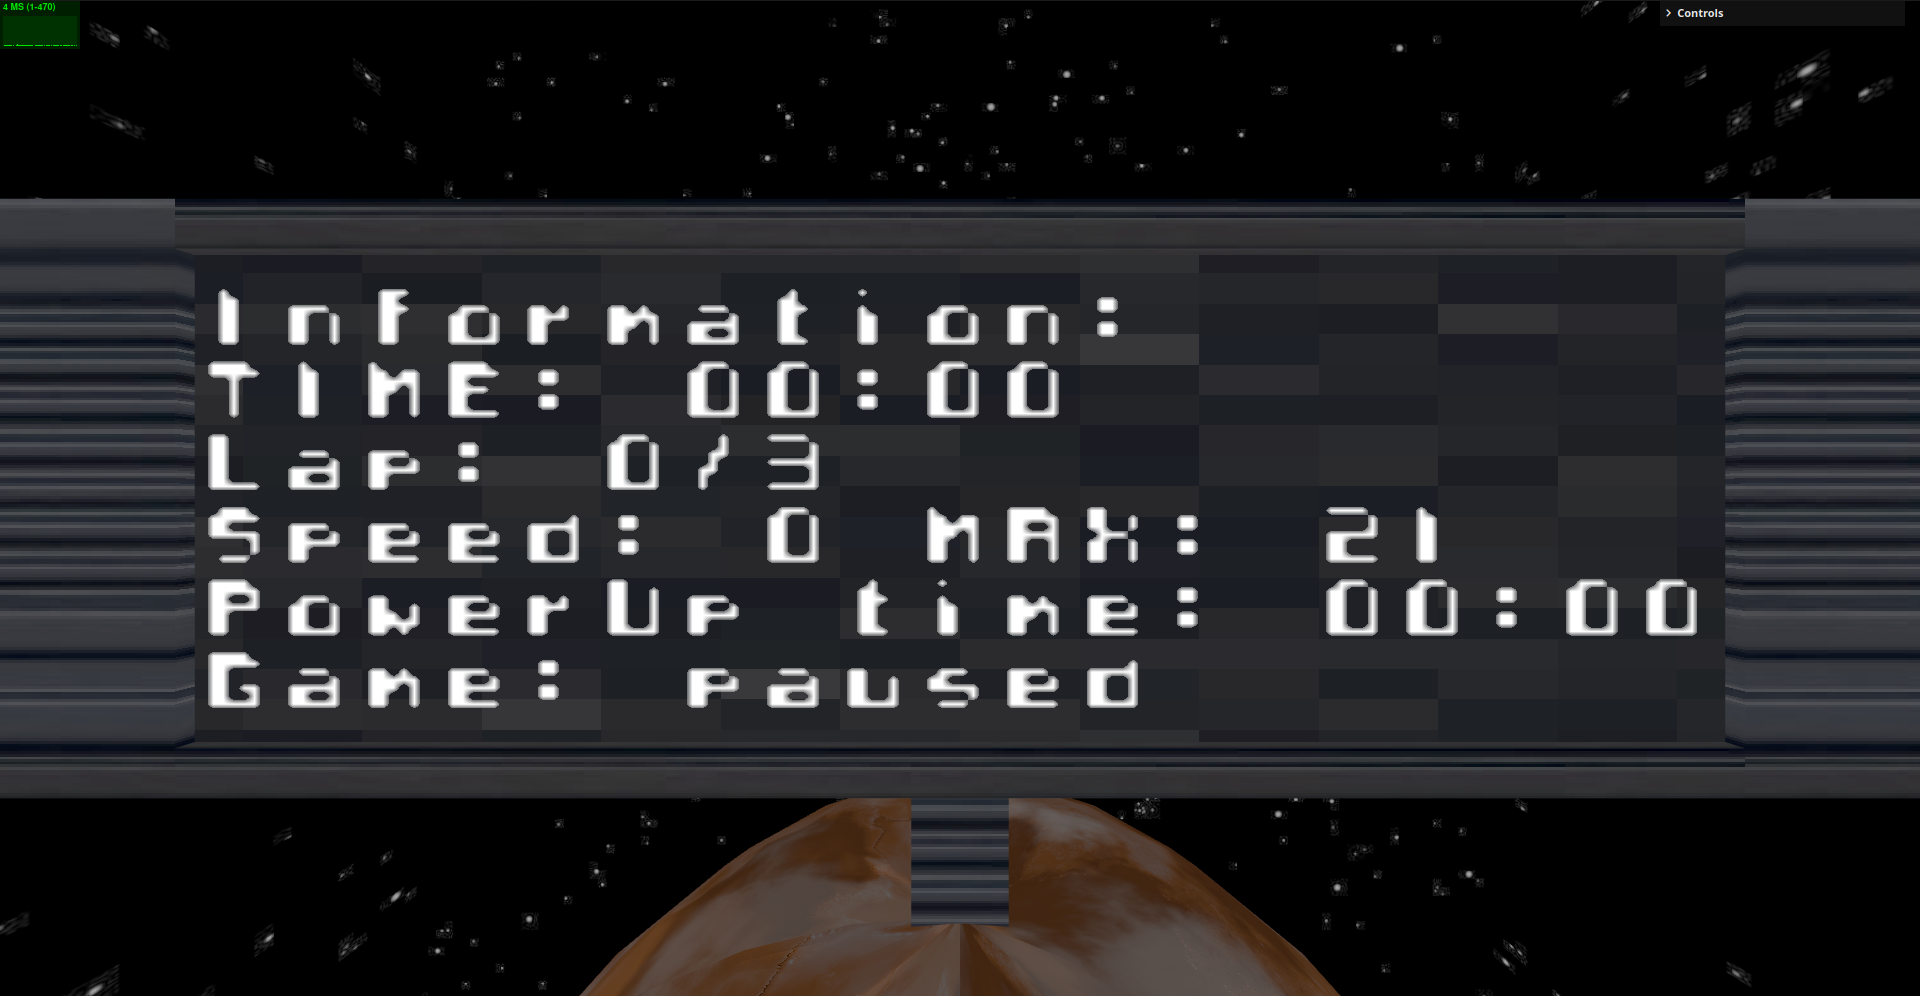 4 MS (1-470)
Controls
Information:
TIME: 00:00
Lap: 0/3
Speed: 0 MAX: 21
PowerUp time: 00:00
Game: paused